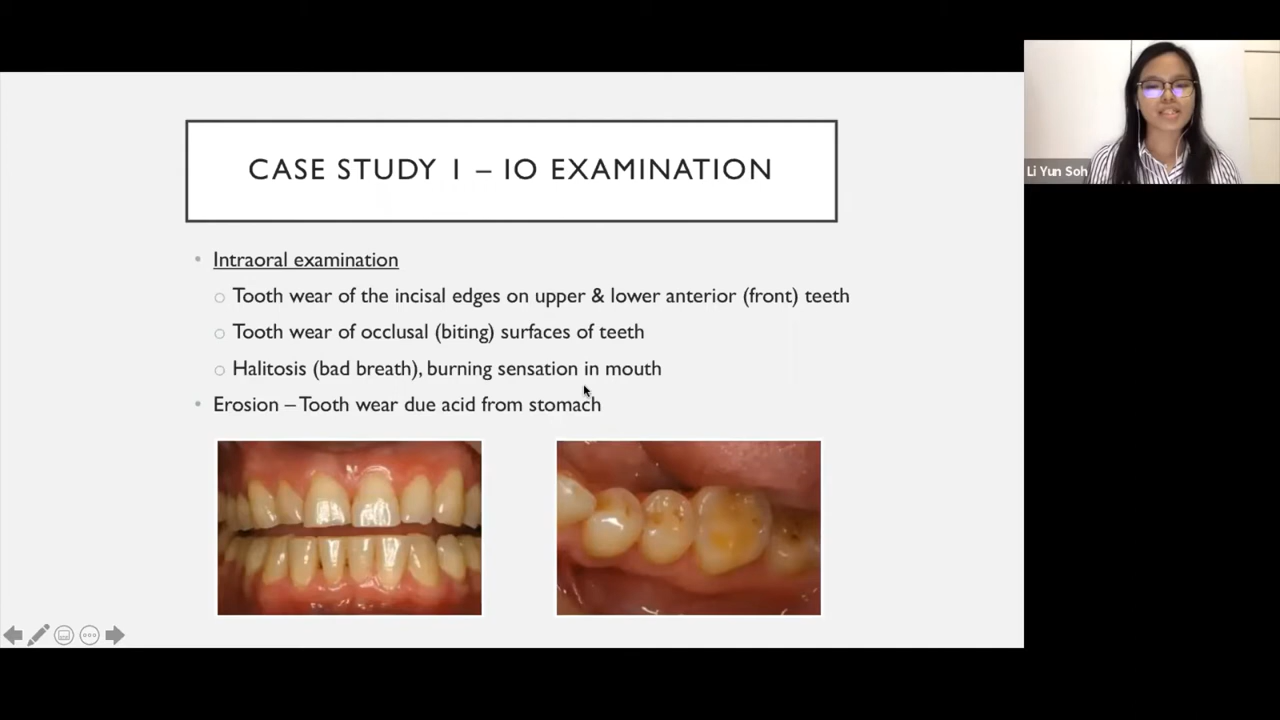 CASE STUDY 1 – IO EXAMINATION
Intraoral examination
Tooth wear of the incisal edges on upper & lower anterior (front) teeth
Tooth wear of occlusal (biting) surfaces of teeth
Halitosis (bad breath), burning sensation in mouth
Erosion – Tooth wear due acid from stomach
Li Yun Soh